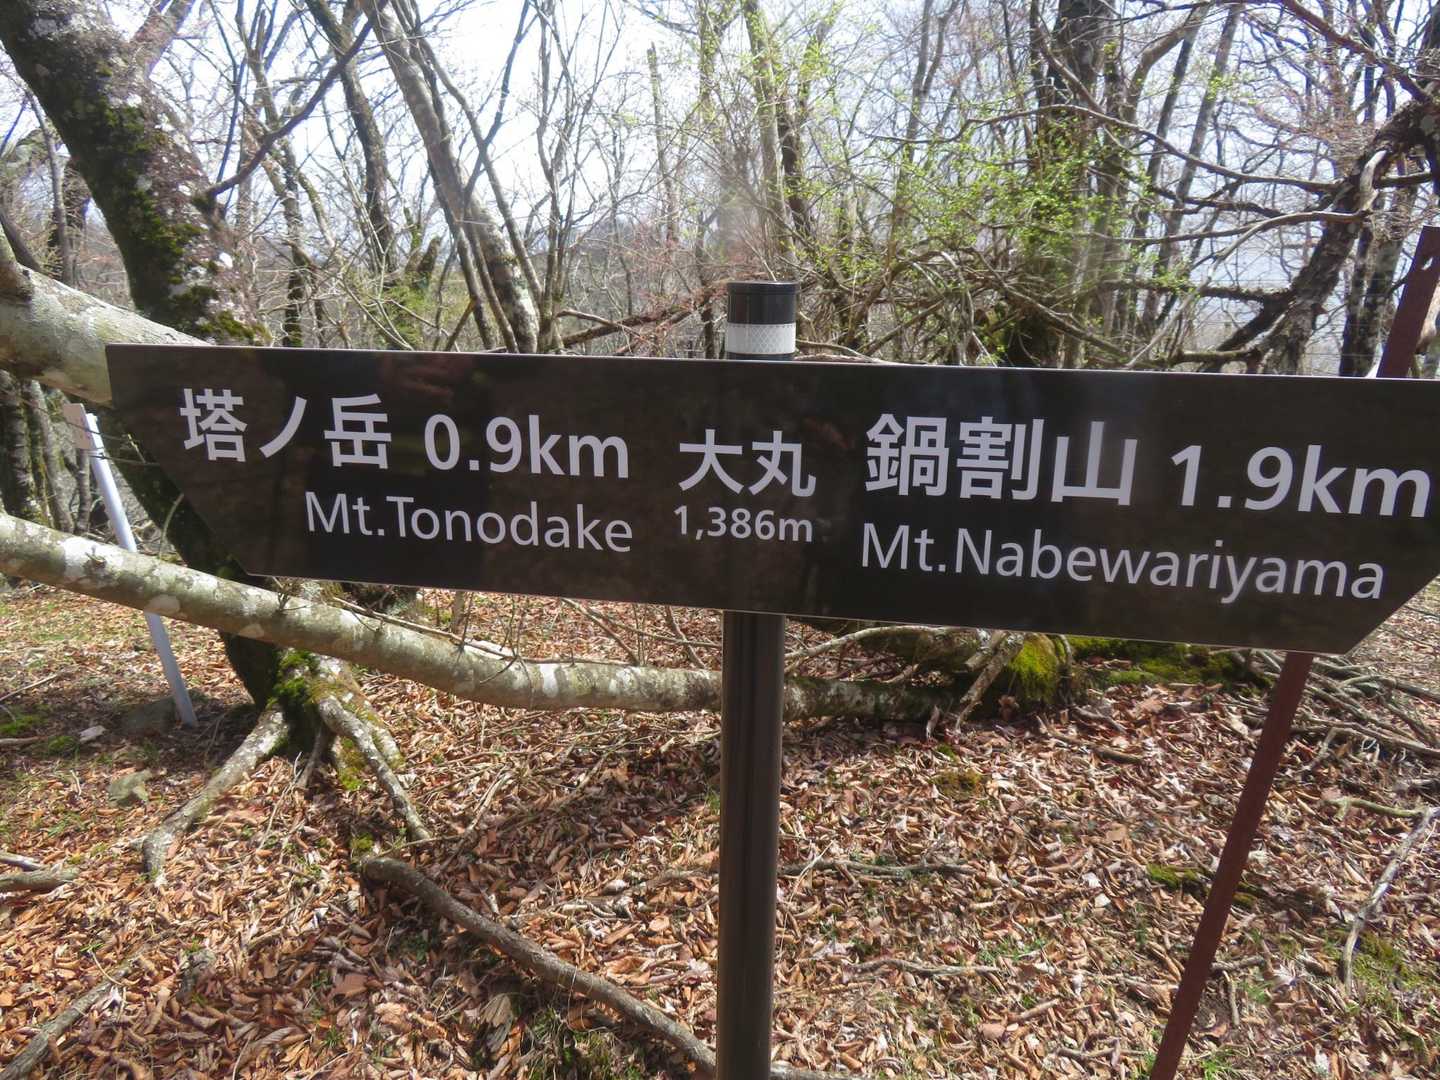 塔ノ岳 0.9km
Mt.Tonodake
大丸
1,386m
鍋割山 1.9km
Mt.Nabewariyama